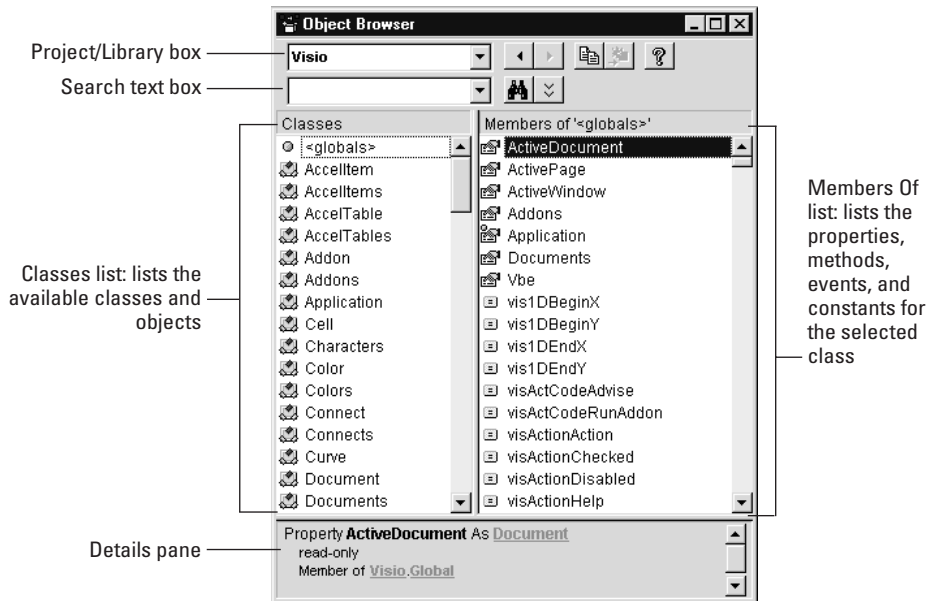 Object Browser
Project/Library box
Visio
Search text box
Classes
Members of '<globals>'
<globals>
AccelItem
AccelItems
AccelTable
AccelTables
Addon
Addons
Application
Cell
Characters
Color
Colors
Connect
Connects
Curve
Document
Documents
ActiveDocument
ActivePage
ActiveWindow
Addons
Application
Documents
Vbe
vis1DBeginX
vis1DBeginY
vis1DEndX
vis1DEndY
visActCodeAdvise
visActCodeRunAddon
visActionAction
visActionChecked
visActionDisabled
visActionHelp
Classes list: lists the
available classes and
objects
Members Of
list: lists the
properties,
methods,
events, and
constants for
the selected
class
Details pane
Property ActiveDocument As Document
read-only
Member of Visio.Global